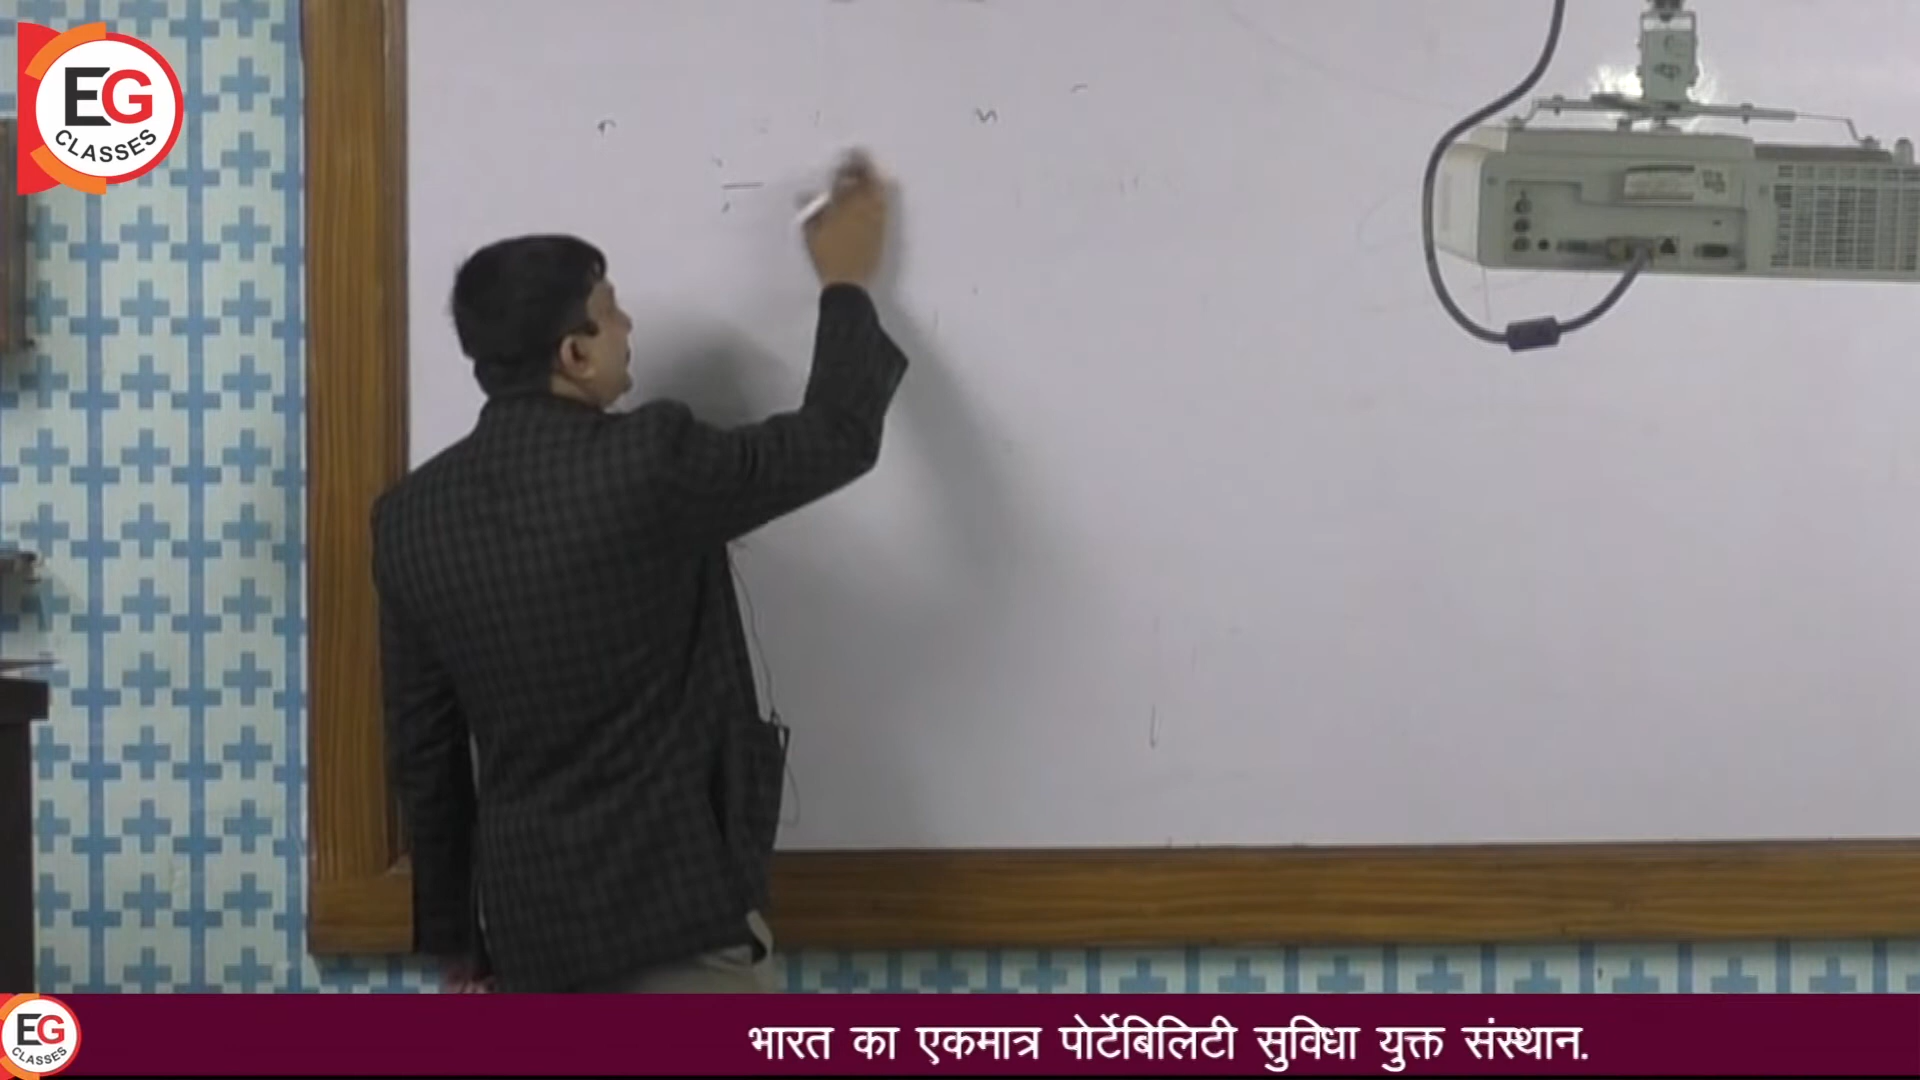 EG
CLASSES
EG
CLASSES
भारत का एकमात्र पोर्टेबिलिटी सुविधा युक्त संस्थान.